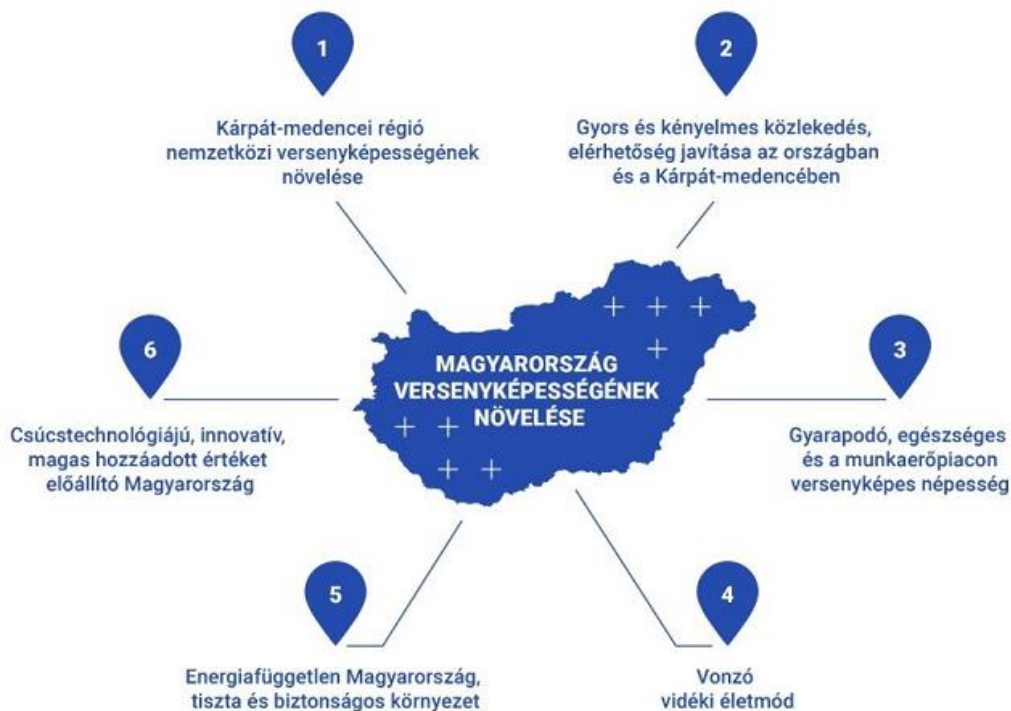 1
Kárpát-medencei régió
nemzetközi versenyképességének
növelése
2
Gyors és kényelmes közlekedés,
elérhetőség javítása az országban
és a Kárpát-medencében
MAGYARORSZÁG
VERSENYKÉPESSÉGÉNEK
NÖVELÉSE
3
Gyarapodó, egészséges
és a munkaerőpiacon
versenyképes népesség
4
Vonzó
vidéki életmód
5
Energiafüggetlen Magyarország,
tiszta és biztonságos környezet
6
Csúcstechnológiájú, innovatív,
magas hozzáadott értéket
előállító Magyarország